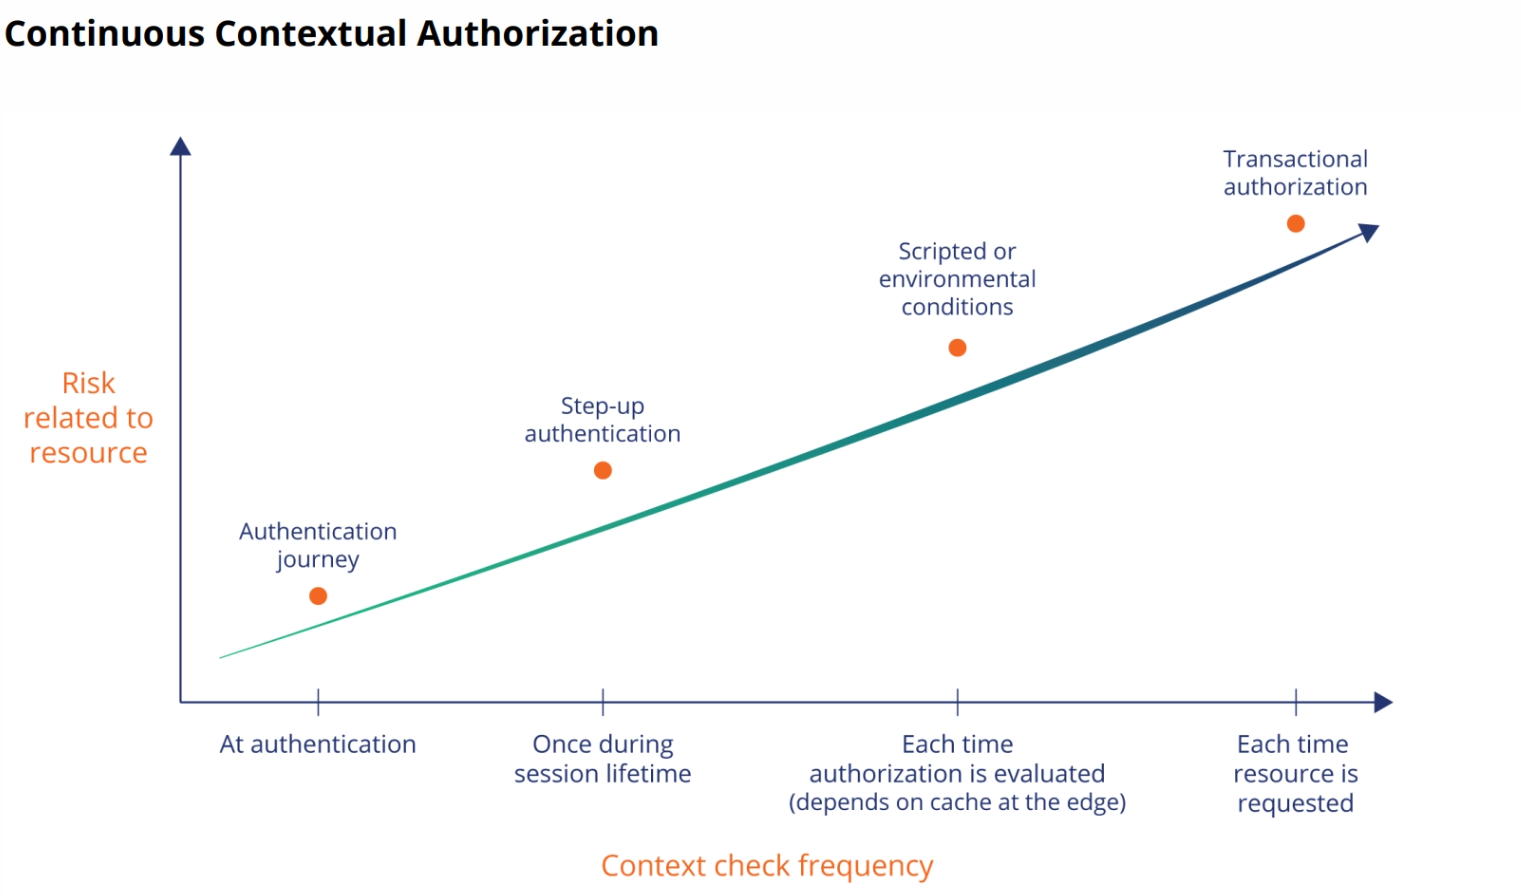 Continuous Contextual Authorization
Transactional
authorization
Scripted or
environmental
conditions
Risk
related to
resource
Step-up
authentication
Authentication
journey
At authentication
Once during
session lifetime
Each time
authorization is evaluated
(depends on cache at the edge)
Each time
resource is
requested
Context check frequency